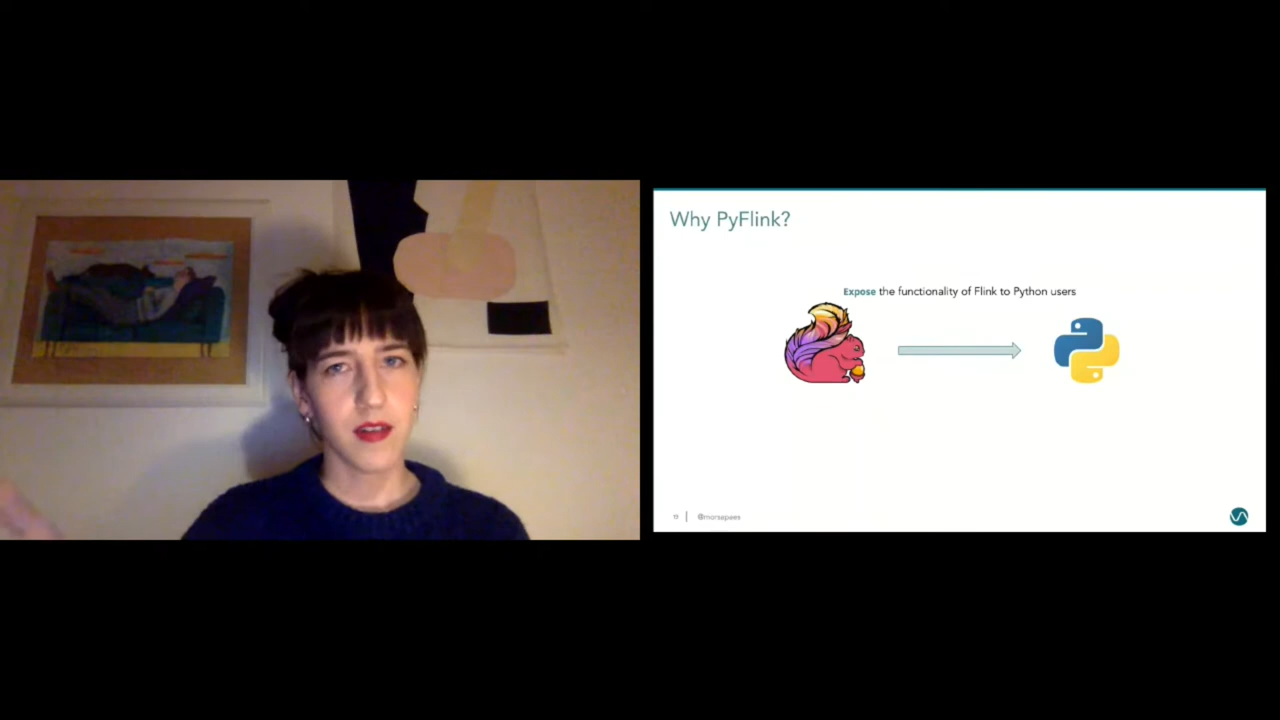 Why PyFlink?
Expose the functionality of Flink to Python users
@morsapaes